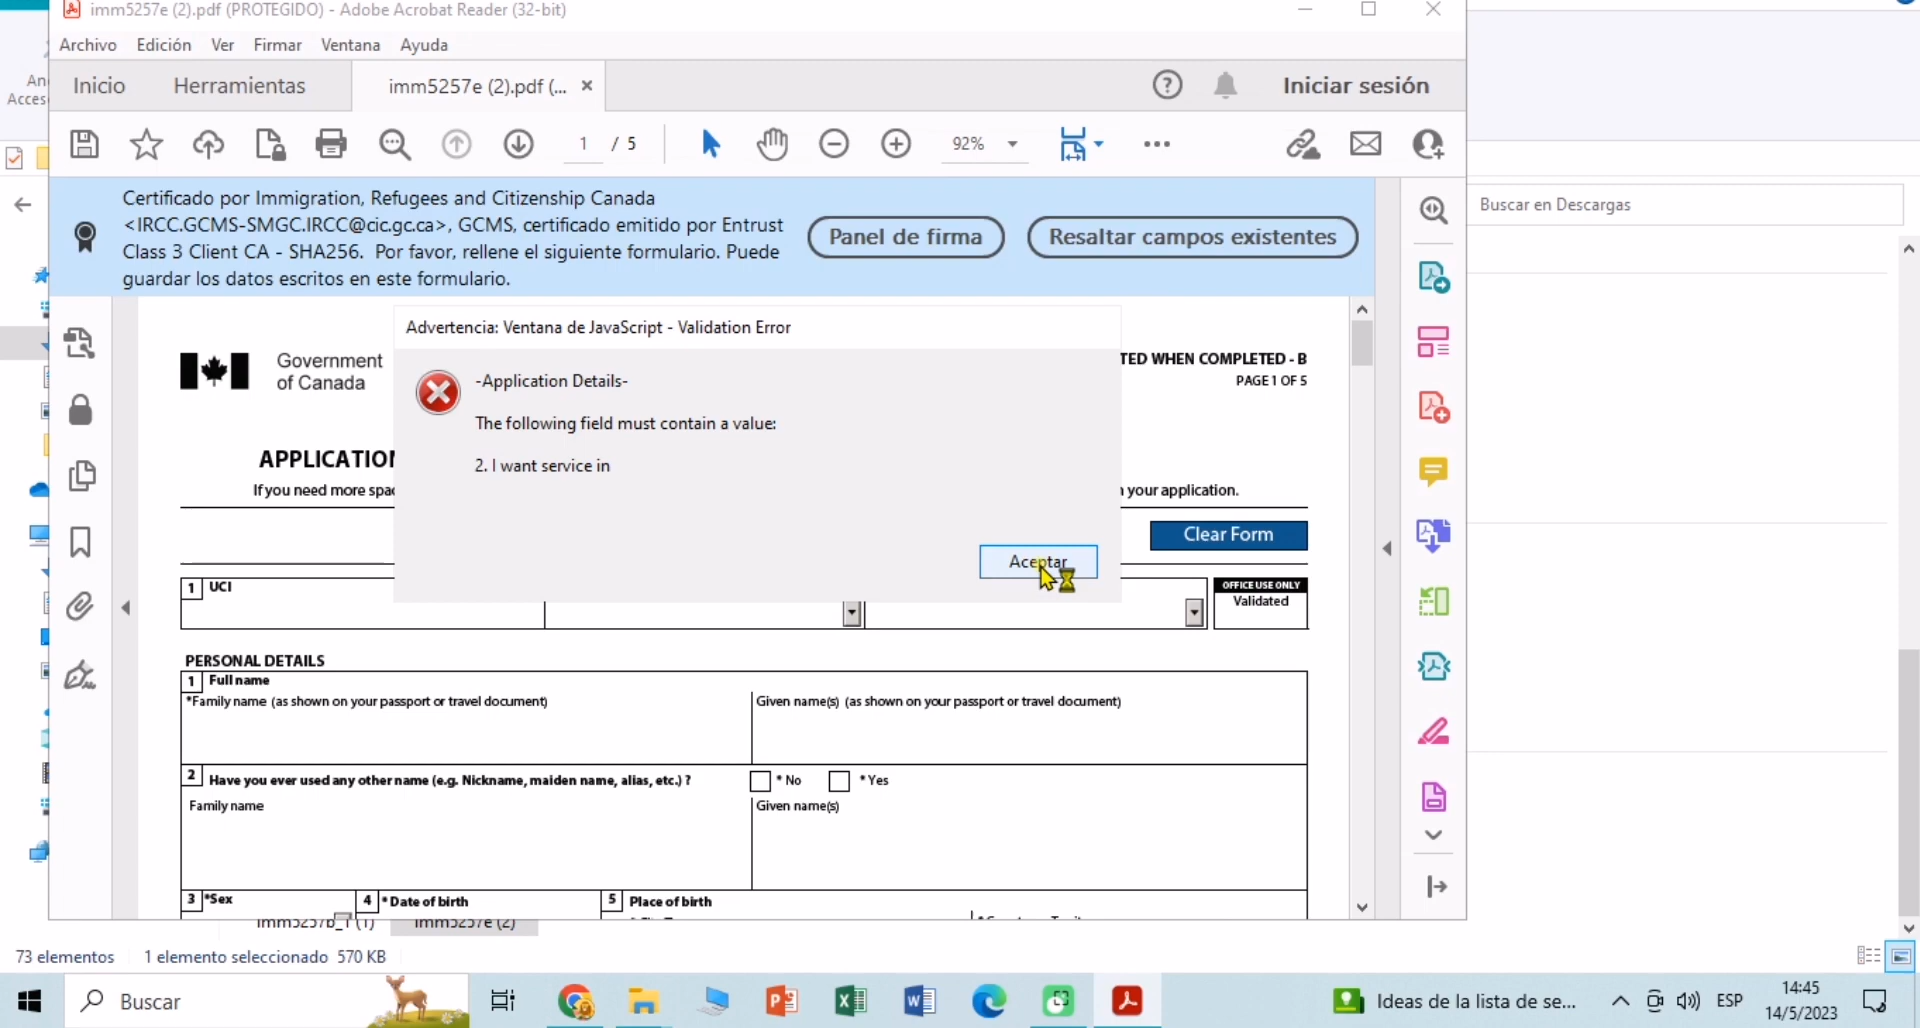 imm5257e (2).pdf (PROTEGIDO) - Adobe Acrobat Reader (32-bit)
Archivo Edición Ver Firmar Ventana Ayuda
Inicio Herramientas imm5257e (2).pdf (... Iniciar sesión
1 / 5 92%
Buscar en Descargas
Certificado por Immigration, Refugees and Citizenship Canada
<IRCC.GCMS-SMGC.IRCC@cic.gc.ca>, GCMS, certificado emitido por Entrust
Class 3 Client CA - SHA256. Por favor, rellene el siguiente formulario. Puede
guardar los datos escritos en este formulario.
Panel de firma
Resaltar campos existentes
Advertencia: Ventana de JavaScript - Validation Error
-Application Details-
The following field must contain a value:
2. I want service in
Aceptar
Government
of Canada
TED WHEN COMPLETED - B
PAGE 1 OF 5
APPLICATION
If you need more spac
your application.
Clear Form
1 UCI
OFFICE USE ONLY
Validated
PERSONAL DETAILS
1 Full name
*Family name (as shown on your passport or travel document) Given name(s) (as shown on your passport or travel document)
2 Have you ever used any other name (e.g. Nickname, maiden name, alias, etc.) ? * No * Yes
Family name Given name(s)
3 *Sex 4 * Date of birth 5 Place of birth
imm5257b_1 (1) imm5257e (2)
73 elementos 1 elemento seleccionado 570 KB
Buscar
Ideas de la lista de se...
ESP
14:45
14/5/2023